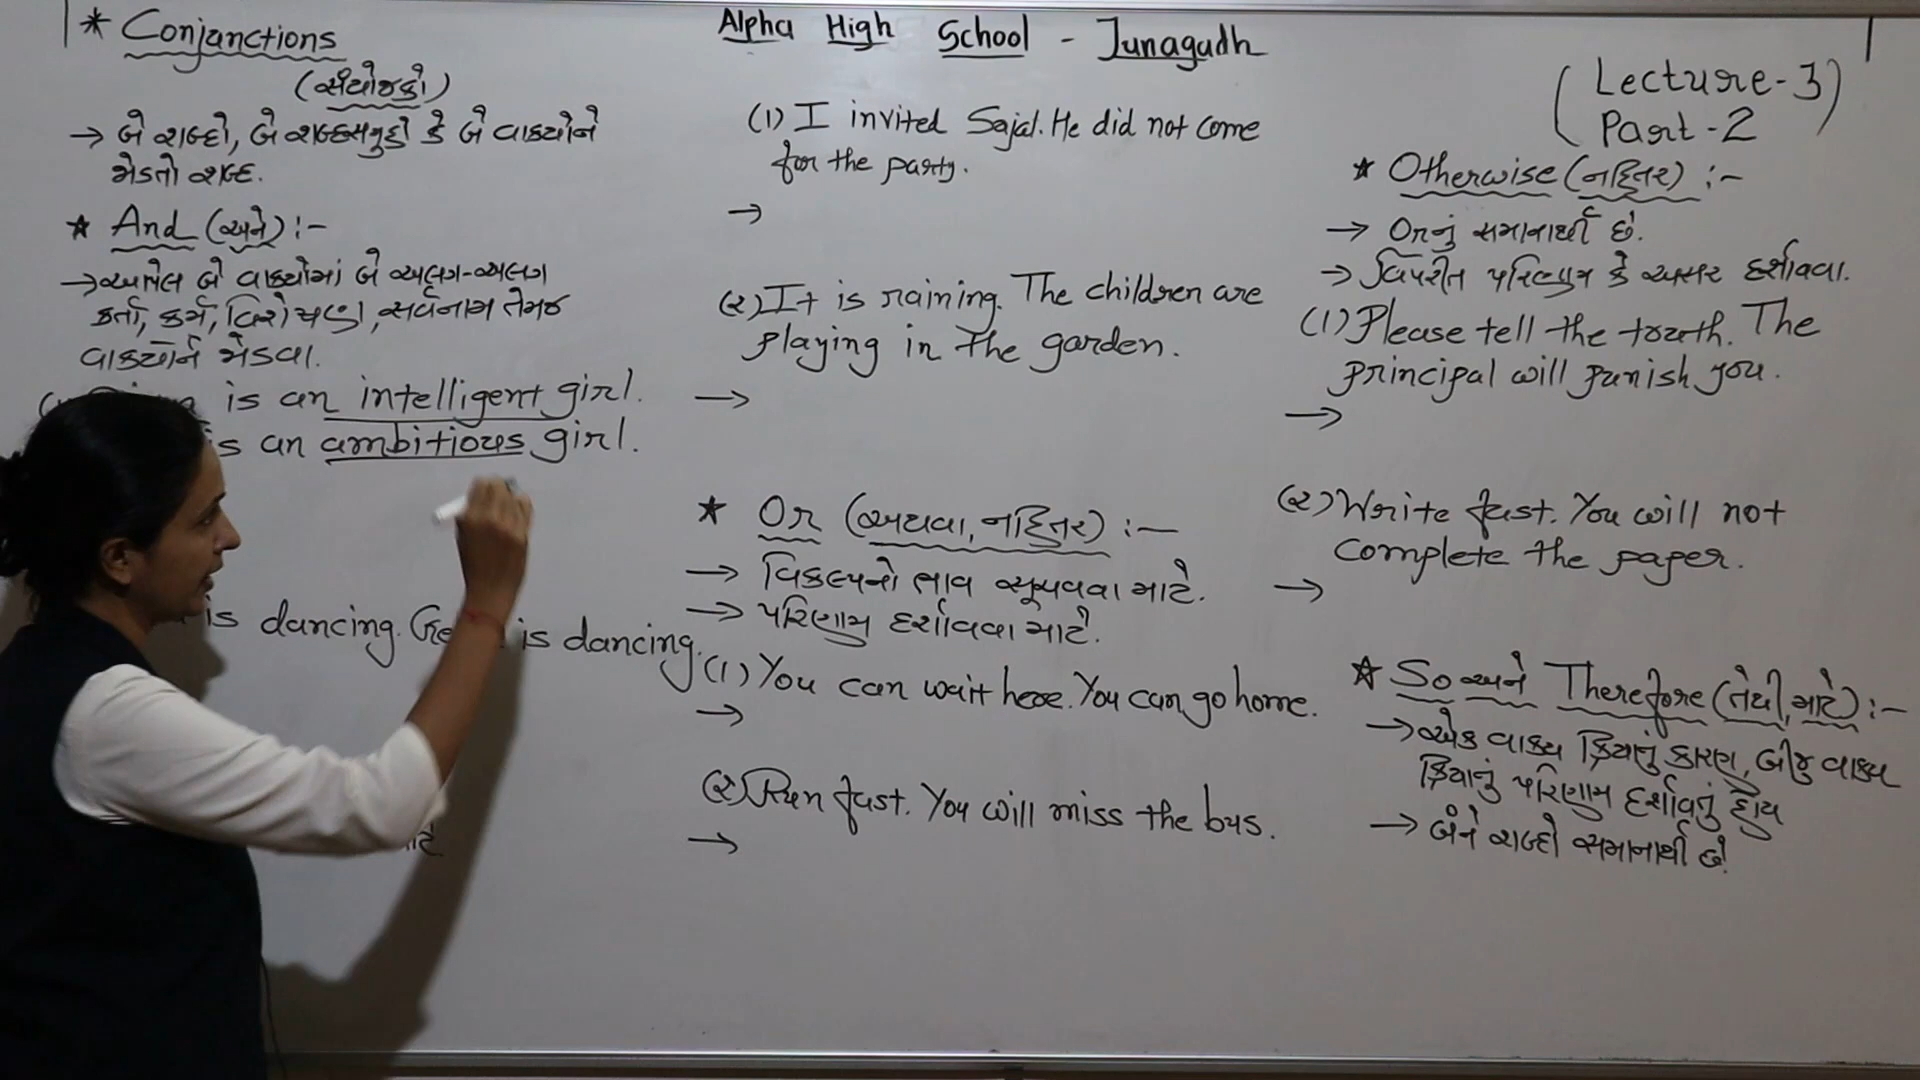 * Conjanctions
(સંયોજકો)
→ બે શબ્દો, બે શબ્દસમુહો કે બે વાક્યોને
જોડતો શબ્દ.
* And (અને) :-
→ આપેલ બે વાક્યોમાં બે અલગ-અલગ
કર્તા, કર્મ, વિશેષણ, સર્વનામ તેમજ
વાક્યોને જોડવા.
is an intelligent girl.
is an ambitious girl.
is dancing. is dancing.
Alpha High School - Junagadh
(1) I invited Sajal. He did not come
for the party.
→
(૨) It is raining. The children are
playing in the garden.
→
* Or (અથવા, નહિતર) :-
→ વિકલ્પનો ભાવ સૂચવવા માટે.
→ પરિણામ દર્શાવવા માટે.
(1) You can wait here. You can go home.
→
(૨) Run fast. You will miss the bus.
→
(Lecture-3
Part-2)
* Otherwise (નહિતર) :-
→ Orનું સમાનાર્થી છે.
→ વિપરીત પરિણામ કે અસર દર્શાવવા.
(1) Please tell the truth. The
principal will punish you.
→
(૨) Write fast. You will not
complete the paper.
→
* So અને Therefore (તેથી, માટે) :-
→ એક વાક્ય ક્રિયાનું કારણ, બીજુ વાક્ય
ક્રિયાનું પરિણામ દર્શાવતું હોય
→ બંને શબ્દો સમાનાર્થી છે.